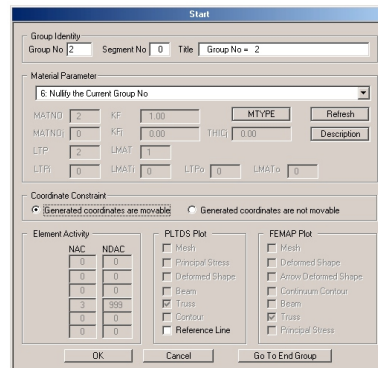 Start
Group Identity
Group No 2 Segment No 0 Title Group No = 2
Material Parameter
6: Nullify the Current Group No
MATNO 2 KF 1.00 MTYPE Refresh
MATNOj 0 KFj 0.00 THICj 0.00 Description
LTP 2 LMAT 1
LTPi 0 LMATi 0 LTPo 0 LMATo 0
Coordinate Constraint
Generated coordinates are movable Generated coordinates are not movable
Element Activity PLTDS Plot FEMAP Plot
NAC NDAC Mesh Mesh
0 0 Principal Stress Deformed Shape
0 0 Deformed Shape Arrow Deformed Shape
0 0 Beam Continuum Contour
3 999 Truss Beam
0 0 Contour Truss
0 0 Reference Line Principal Stress
OK Cancel Go To End Group